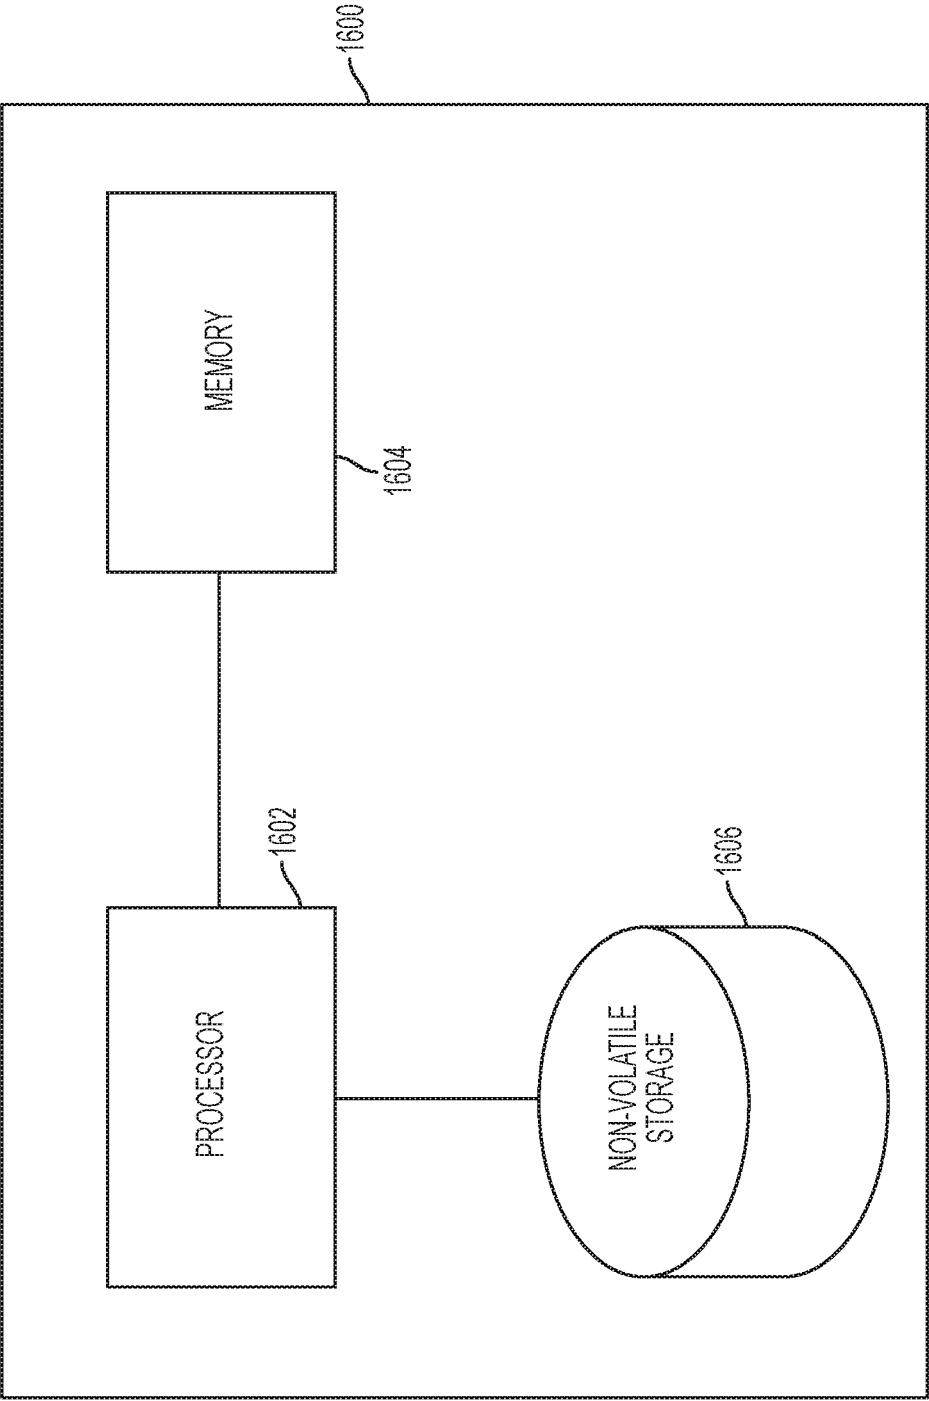 1600
PROCESSOR
1602
MEMORY
1604
NON-VOLATILE
STORAGE
1606